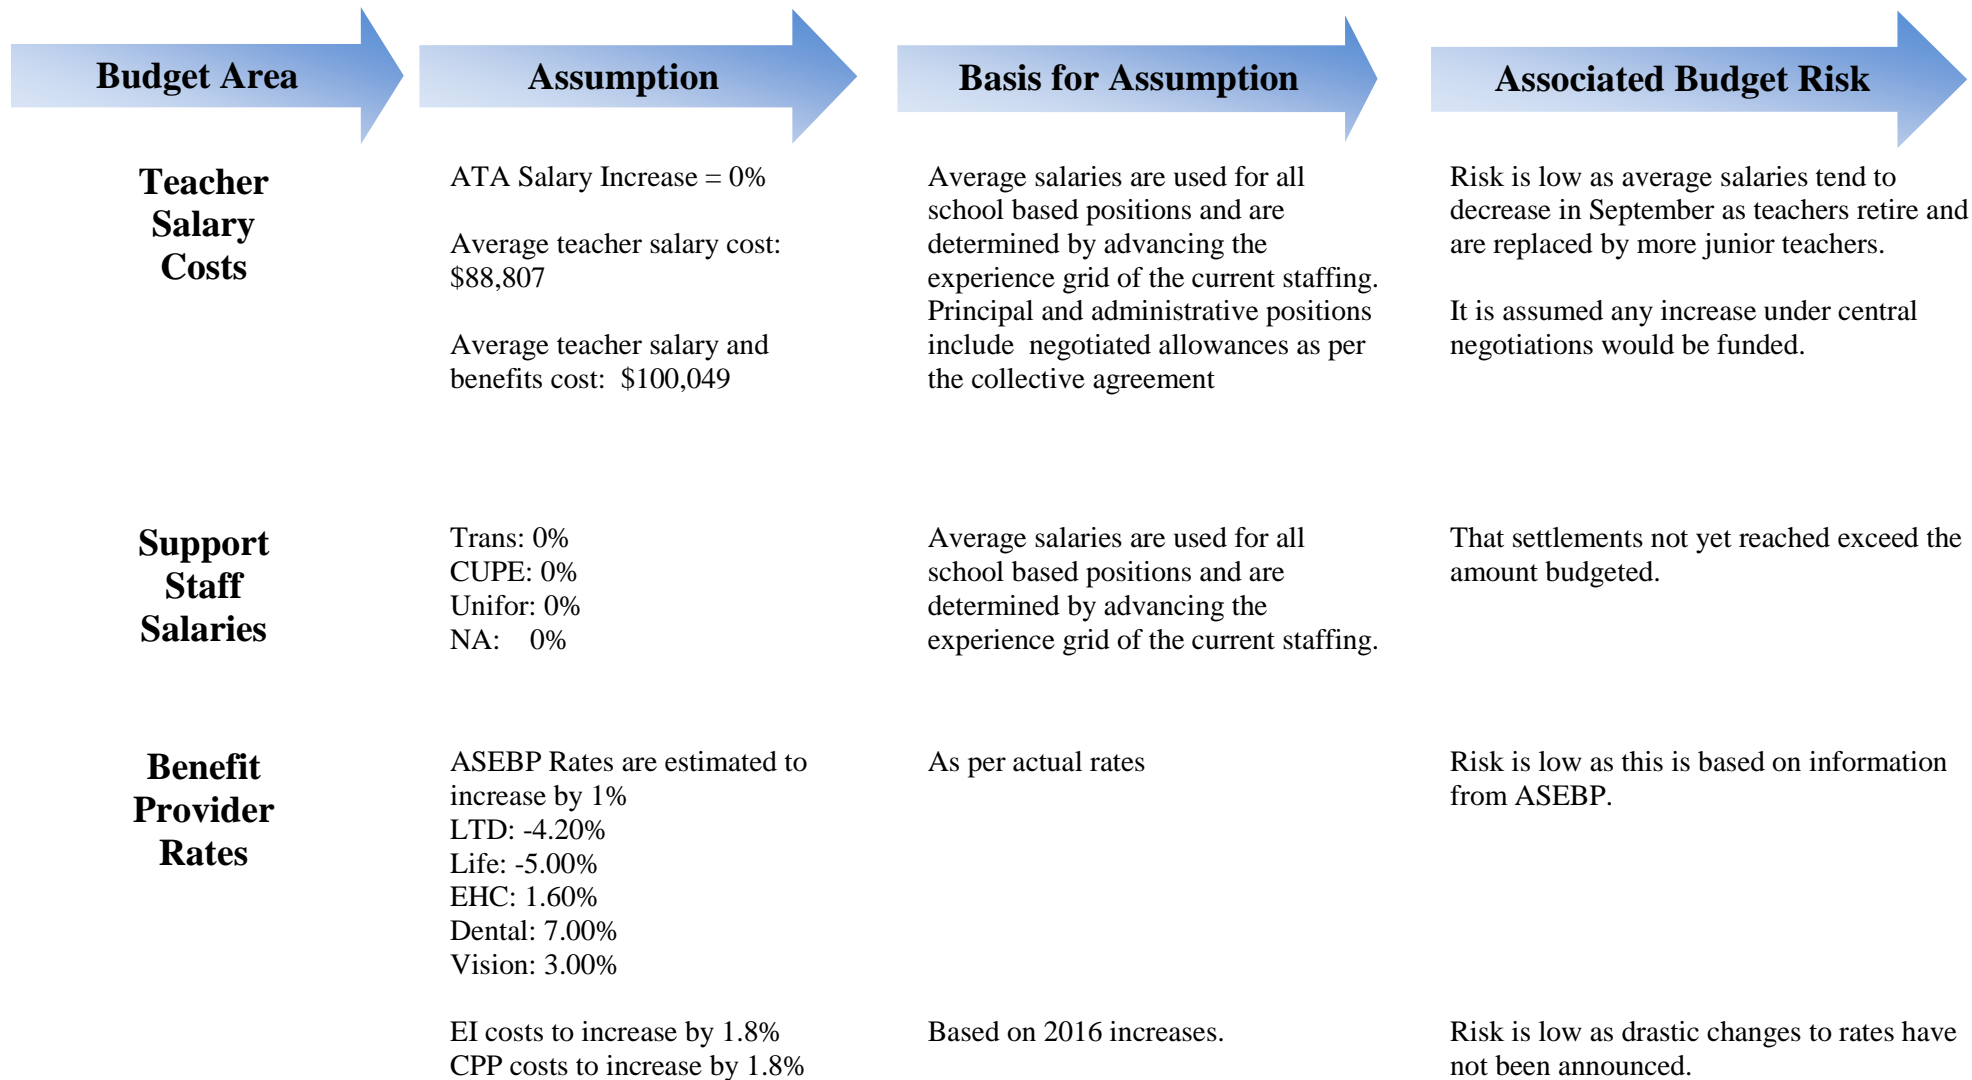 Budget Area
Assumption
Basis for Assumption
Associated Budget Risk
Teacher
Salary
Costs
ATA Salary Increase = 0%
Average teacher salary cost:
$88,807
Average teacher salary and
benefits cost:  $100,049
Average salaries are used for all
school based positions and are
determined by advancing the
experience grid of the current staffing.
Principal and administrative positions
include  negotiated allowances as per
the collective agreement
Risk is low as average salaries tend to
decrease in September as teachers retire and
are replaced by more junior teachers.
It is assumed any increase under central
negotiations would be funded.
Support
Staff
Salaries
Trans: 0%
CUPE: 0%
Unifor: 0%
NA:    0%
Average salaries are used for all
school based positions and are
determined by advancing the
experience grid of the current staffing.
That settlements not yet reached exceed the
amount budgeted.
Benefit
Provider
Rates
ASEBP Rates are estimated to
increase by 1%
LTD: -4.20%
Life: -5.00%
EHC: 1.60%
Dental: 7.00%
Vision: 3.00%
As per actual rates
Risk is low as this is based on information
from ASEBP.
EI costs to increase by 1.8%
CPP costs to increase by 1.8%
Based on 2016 increases.
Risk is low as drastic changes to rates have
not been announced.